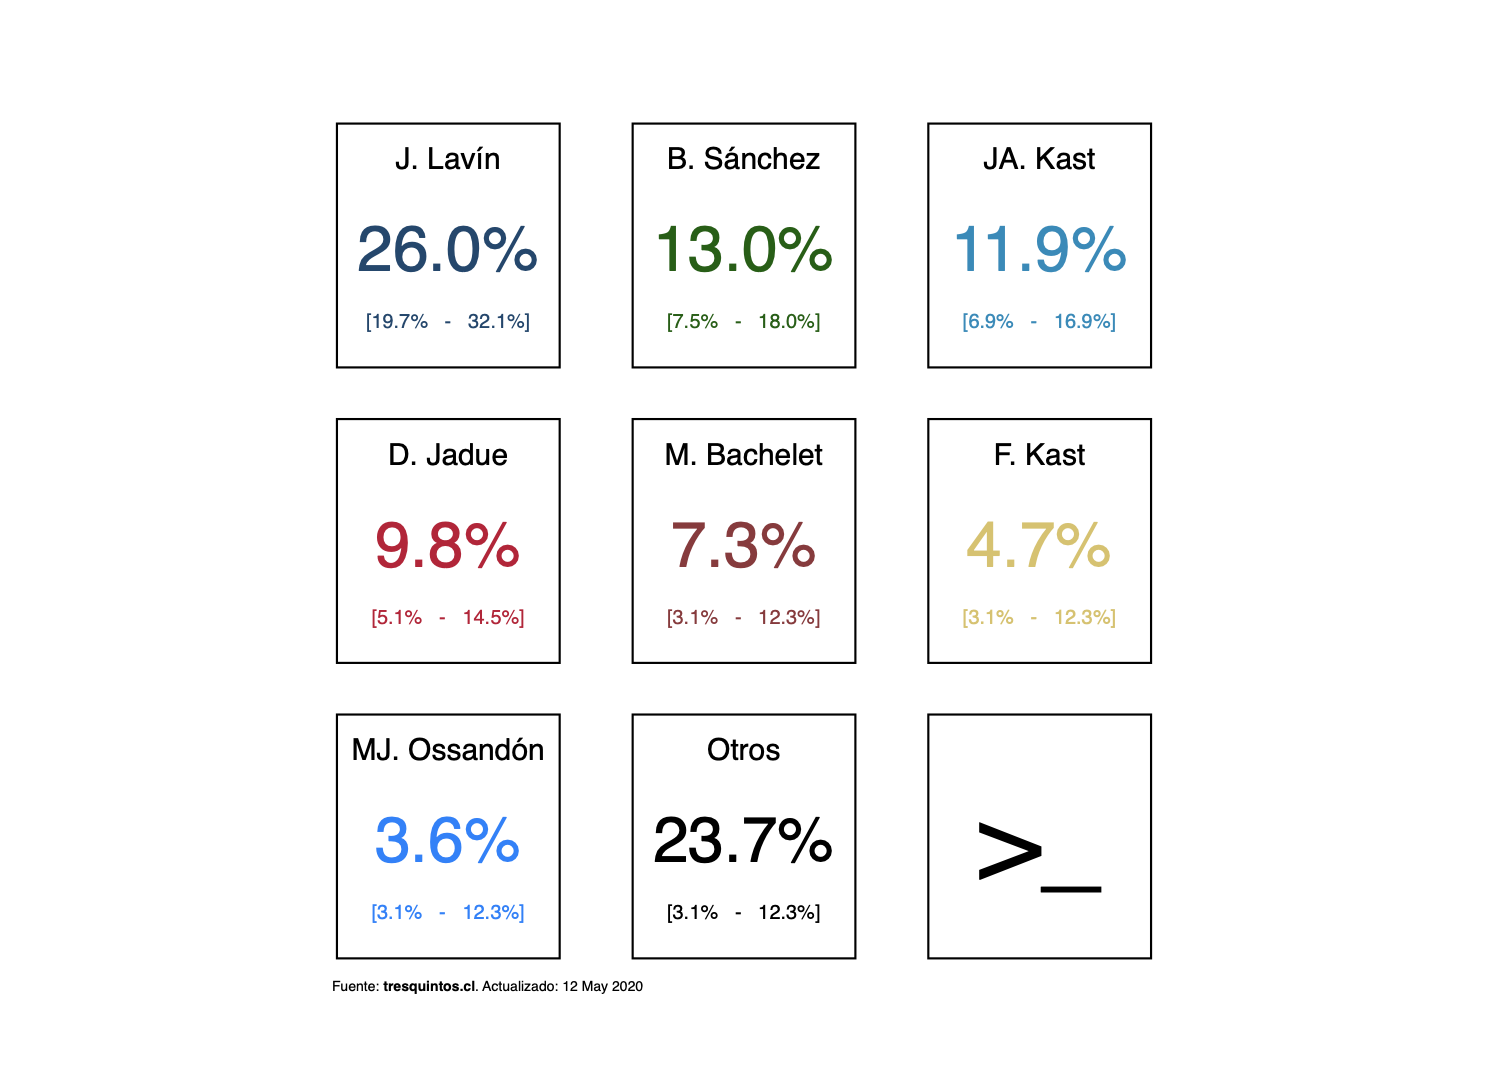 J. Lavín
26.0%
[19.7% - 32.1%]
B. Sánchez
13.0%
[7.5% - 18.0%]
JA. Kast
11.9%
[6.9% - 16.9%]
D. Jadue
9.8%
[5.1% - 14.5%]
M. Bachelet
7.3%
[3.1% - 12.3%]
F. Kast
4.7%
[3.1% - 12.3%]
MJ. Ossandón
3.6%
[3.1% - 12.3%]
Otros
23.7%
[3.1% - 12.3%]
>_
Fuente: tresquintos.cl. Actualizado: 12 May 2020